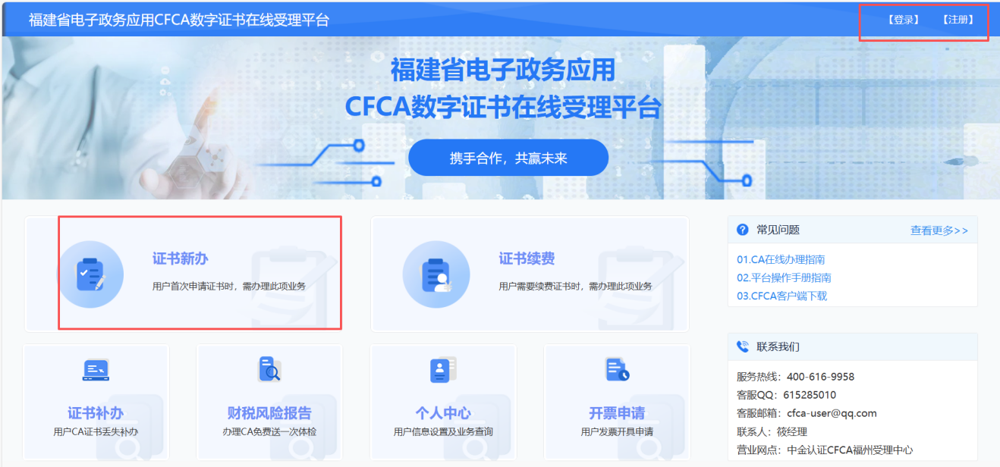 福建省电子政务应用CFCA数字证书在线受理平台
【登录】 【注册】
福建省电子政务应用
CFCA数字证书在线受理平台
携手合作，共赢未来
证书新办
用户首次申请证书时，需办理此项业务
证书续费
用户需要续费证书时，需办理此项业务
常见问题 查看更多>>
01.CA在线办理指南
02.平台操作手册指南
03.CFCA客户端下载
证书补办
用户CA证书丢失补办
财税风险报告
办理CA免费送一次体检
个人中心
用户信息设置及业务查询
开票申请
用户发票开具申请
联系我们
服务热线：400-616-9958
客服QQ：615285010
客服邮箱：cfca-user@qq.com
联系人：筱经理
营业网点：中金认证CFCA福州受理中心